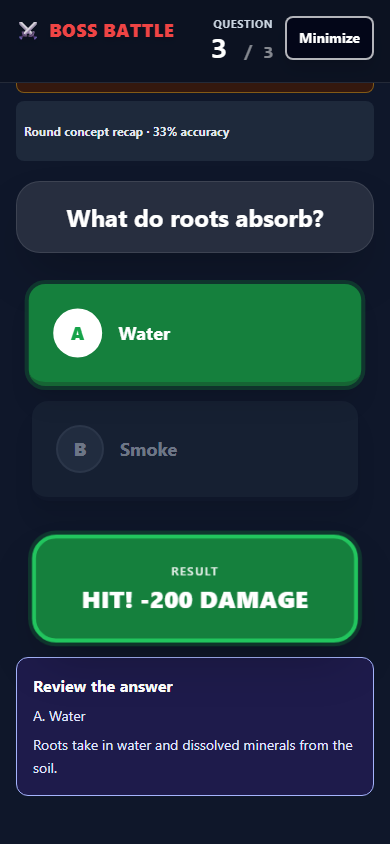 BOSS BATTLE
QUESTION
3 / 3
Minimize
Round concept recap · 33% accuracy
What do roots absorb?
A Water
B Smoke
RESULT
HIT! -200 DAMAGE
Review the answer
A. Water
Roots take in water and dissolved minerals from the
soil.